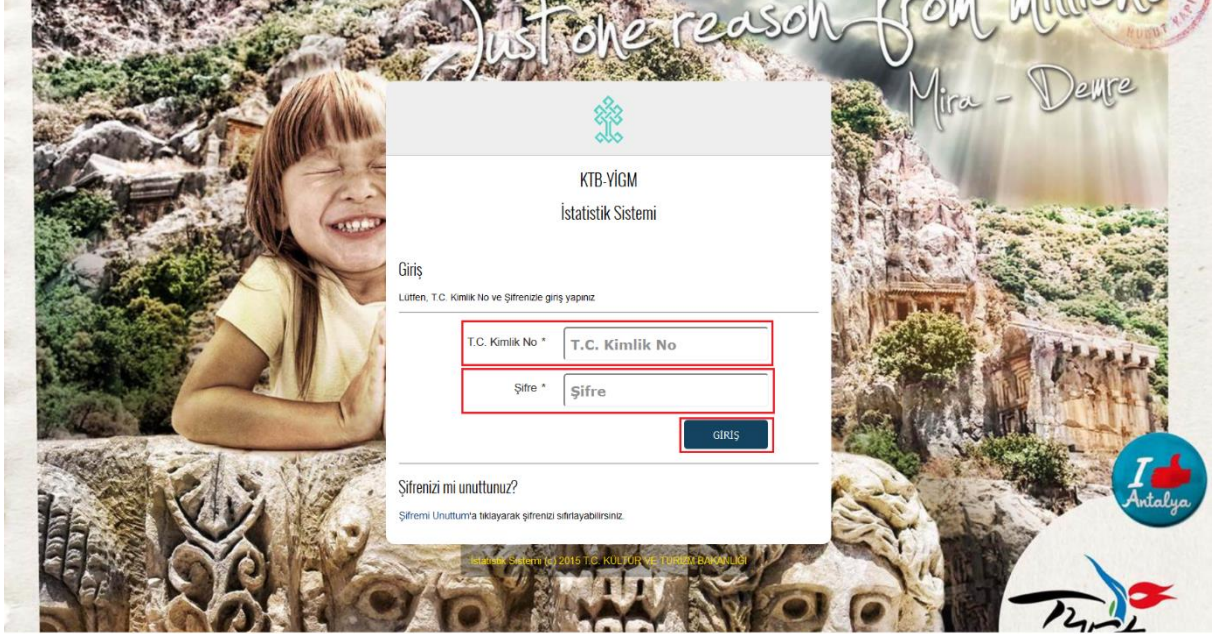 Just one reason from millions
Mira - Demre
HUDUT KAPI
KTB-YİGM
İstatistik Sistemi
Giriş
Lütfen, T.C. Kimlik No ve Şifrenizle giriş yapınız
T.C. Kimlik No *
T.C. Kimlik No
Şifre *
Şifre
GİRİŞ
Şifrenizi mi unuttunuz?
Şifremi Unuttum'a tıklayarak şifrenizi sıfırlayabilirsiniz.
I
Antalya
İstatistik Sistemi (c) 2015 T.C. KÜLTÜR VE TURİZM BAKANLIĞI